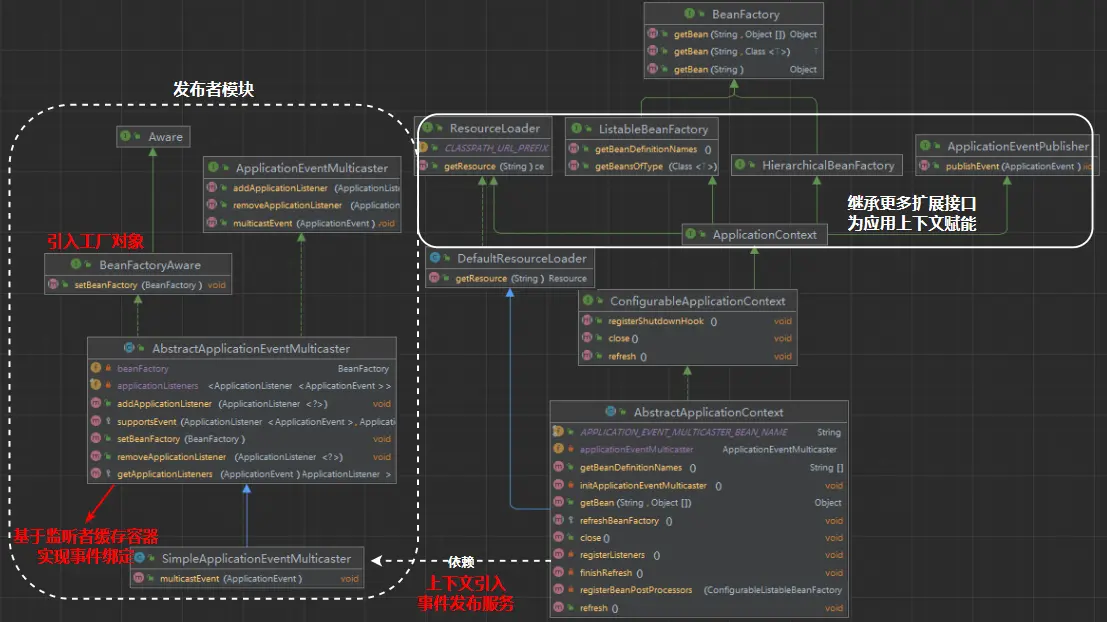 BeanFactory
getBean (String , Object []) Object
getBean (String , Class <T>) T
getBean (String ) Object
发布者模块
Aware
ApplicationEventMulticaster
addApplicationListener (ApplicationListe
removeApplicationListener (Application
multicastEvent (ApplicationEvent ) void
引入工厂对象
BeanFactoryAware
setBeanFactory (BeanFactory ) void
AbstractApplicationEventMulticaster
beanFactory BeanFactory
applicationListeners <ApplicationListener <ApplicationEvent >>
addApplicationListener (ApplicationListener <?>) void
supportsEvent (ApplicationListener <ApplicationEvent >, Applicati
setBeanFactory (BeanFactory ) void
removeApplicationListener (ApplicationListener <?>) void
getApplicationListeners (ApplicationEvent ) ApplicationListener >
基于监听者缓存容器
实现事件绑定
SimpleApplicationEventMulticaster
multicastEvent (ApplicationEvent ) void
ResourceLoader
CLASSPATH_URL_PREFIX
getResource (String ) ce
ListableBeanFactory
getBeanDefinitionNames ()
getBeansOfType (Class <T>)
HierarchicalBeanFactory
ApplicationEventPublisher
publishEvent (ApplicationEvent ) void
继承更多扩展接口
为应用上下文赋能
ApplicationContext
DefaultResourceLoader
getResource (String ) Resource
ConfigurableApplicationContext
registerShutdownHook () void
close () void
refresh () void
AbstractApplicationContext
APPLICATION_EVENT_MULTICASTER_BEAN_NAME String
applicationEventMulticaster ApplicationEventMulticaster
getBeanDefinitionNames () String []
initApplicationEventMulticaster () void
getBean (String , Object []) Object
refreshBeanFactory () void
close () void
registerListeners () void
finishRefresh () void
registerBeanPostProcessors (ConfigurableListableBeanFactory
refresh () void
依赖
上下文引入
事件发布服务